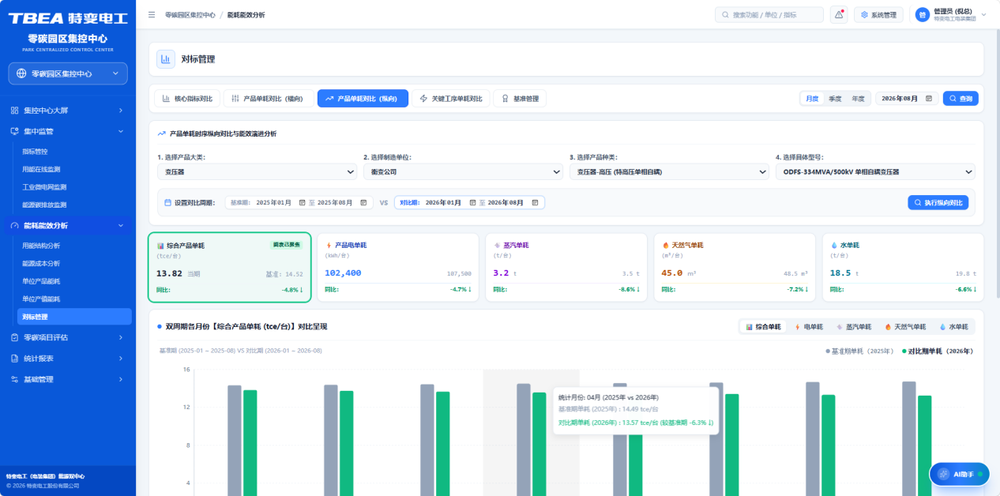 TBEA 特变电工
零碳园区集控中心
PARK CENTRALIZED CONTROL CENTER
零碳园区集控中心
集控中心大屏
集中监管
指标管控
用能在线监测
工业微电网监测
能源碳排放监测
能耗能效分析
用能结构分析
能源成本分析
单位产品能耗
单位产值能耗
对标管理
零碳项目评估
统计报表
基础管理
特变电工（电装集团）能源双中心
© 2026 特变电工股份有限公司
零碳园区集控中心 / 能耗能效分析
搜索功能 / 单位 / 指标
系统管理
管
管理员 (倪总)
特变电工电装集团
对标管理
核心指标对比
产品单耗对比（横向）
产品单耗对比（纵向）
关键工序单耗对比
基准管理
月度 季度 年度
2026年08月
查询
产品单耗时序纵向对比与能效演进分析
1. 选择产品大类:
变压器
2. 选择制造单位:
衡变公司
3. 选择产品种类:
变压器-高压 (特高压单相自耦)
4. 选择具体型号:
ODFS-334MVA/500kV 单相自耦变压器
设置对比周期:
基准期: 2025年01月 至 2025年08月
VS
对比期: 2026年01月 至 2026年08月
执行纵向对比
综合产品单耗
图表已聚焦
(tce/台)
13.82 当期
基准: 14.52
同比:
-4.8% ↓
产品电单耗
(kWh/台)
102,400
107,500
同比:
-4.7% ↓
蒸汽单耗
(t/台)
3.2 t
3.5 t
同比:
-8.6% ↓
天然气单耗
(m³/台)
45.0 m³
48.5 m³
同比:
-7.2% ↓
水单耗
(t/台)
18.5 t
19.8 t
同比:
-6.6% ↓
双周期各月份【综合产品单耗 (tce/台)】对比呈现
综合单耗
电单耗
蒸汽单耗
天然气单耗
水单耗
基准期 (2025-01 ~ 2025-08) VS 对比期 (2026-01 ~ 2026-08)
基准期单耗（2025年）
对比期单耗（2026年）
16
12
8
4
统计月份: 04月 (2025年 vs 2026年)
基准期单耗 (2025年) : 14.49 tce/台
对比期单耗 (2026年) : 13.57 tce/台 (较基准期 -6.3% ↓)
AI助手